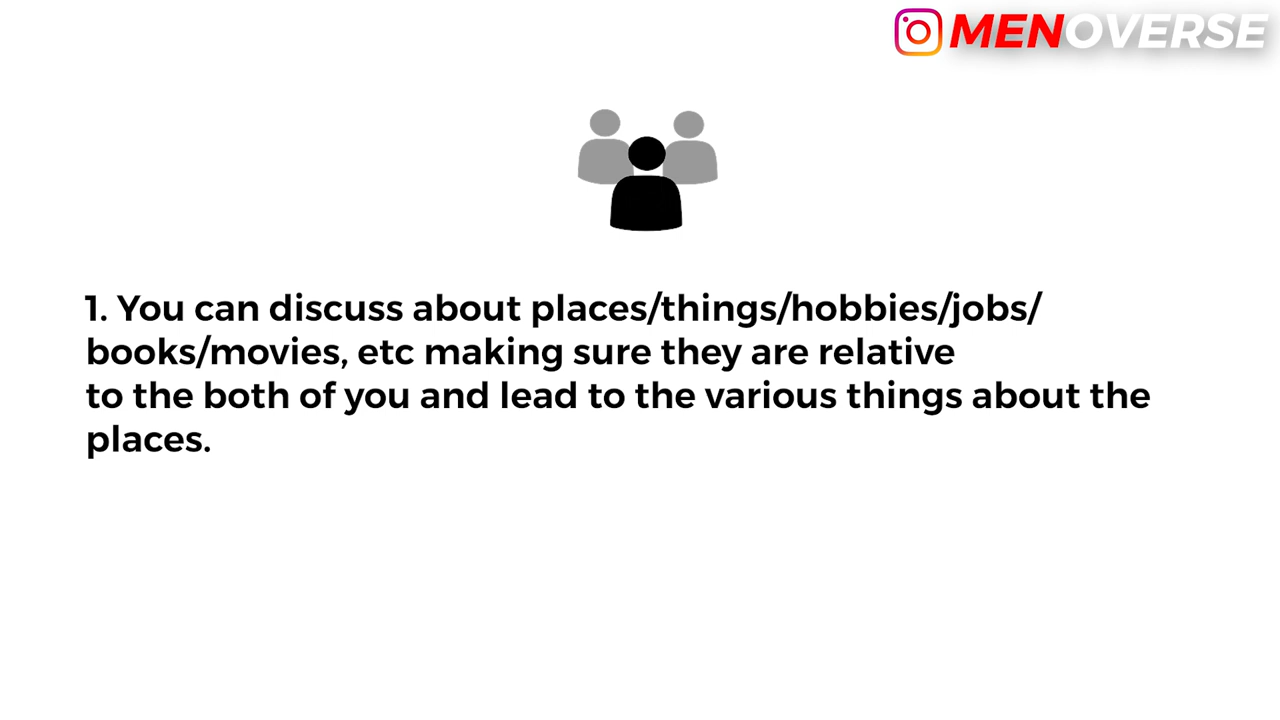 MENOVERSE
1. You can discuss about places/things/hobbies/jobs/
books/movies, etc making sure they are relative
to the both of you and lead to the various things about the
places.